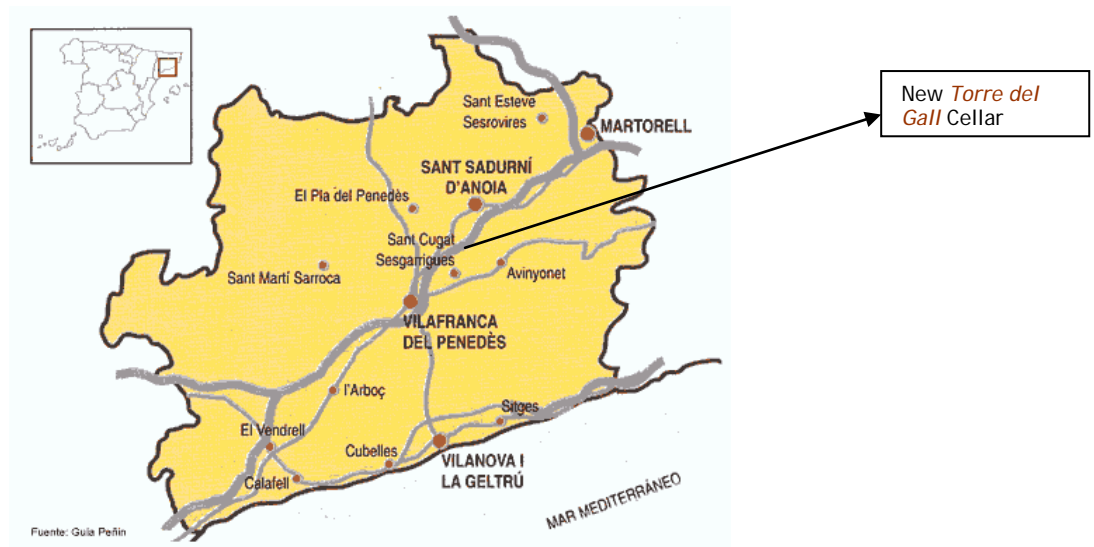 New Torre del
Gall Cellar
Sant Esteve
Sesrovires
MARTORELL
SANT SADURNÍ
D'ANOIA
El Pla del Penedès
Sant Cugat
Sesgarrigues
Avinyonet
Sant Martí Sarroca
VILAFRANCA
DEL PENEDÈS
l'Arboç
Sitges
El Vendrell
Cubelles
VILANOVA I
LA GELTRÚ
Calafell
MAR MEDITERRÁNEO
Fuente: Guía Peñin